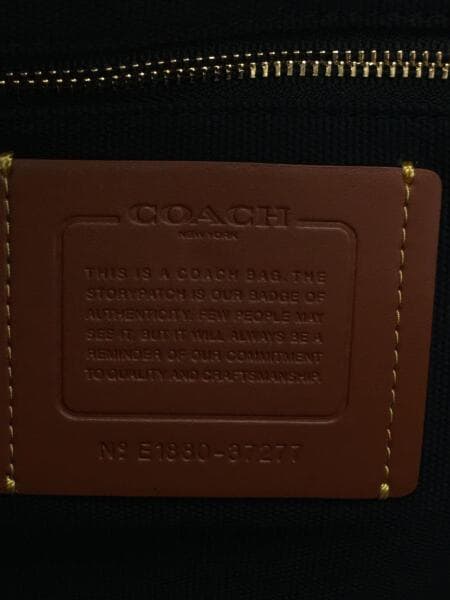 COACH
NEW YORK
THIS IS A COACH BAG. THE
STORYPATCH IS OUR BADGE OF
AUTHENTICITY. FEW PEOPLE MAY
SEE IT, BUT IT WILL ALWAYS BE A
REMINDER OF OUR COMMITMENT
TO QUALITY AND CRAFTSMANSHIP.
Nº E1880-87277